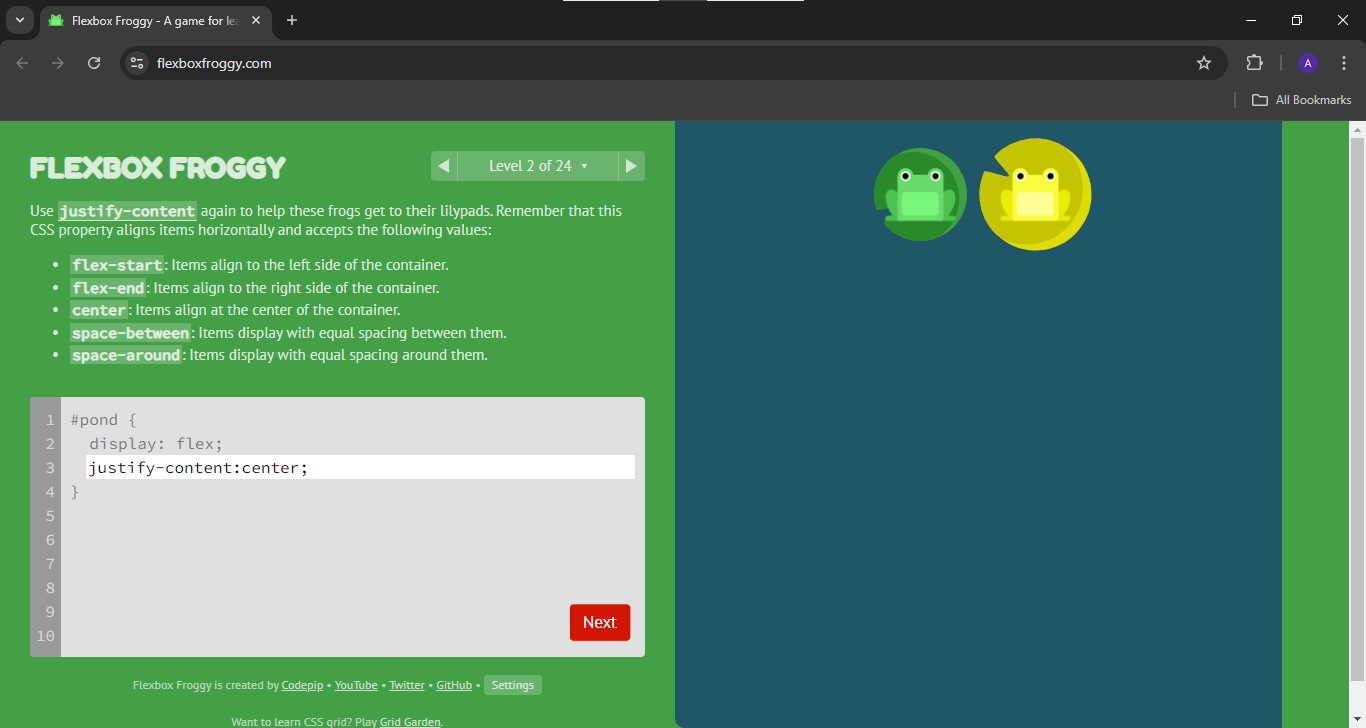 Flexbox Froggy - A game for le
flexboxfroggy.com
A
All Bookmarks
FLEXBOX FROGGY
Level 2 of 24
Use justify-content again to help these frogs get to their lilypads. Remember that this
CSS property aligns items horizontally and accepts the following values:
• flex-start: Items align to the left side of the container.
• flex-end: Items align to the right side of the container.
• center: Items align at the center of the container.
• space-between: Items display with equal spacing between them.
• space-around: Items display with equal spacing around them.
1 #pond {
2 display: flex;
3 justify-content:center;
4 }
5
6
7
8
9
10
Next
Flexbox Froggy is created by Codepip • YouTube • Twitter • GitHub • Settings
Want to learn CSS grid? Play Grid Garden.